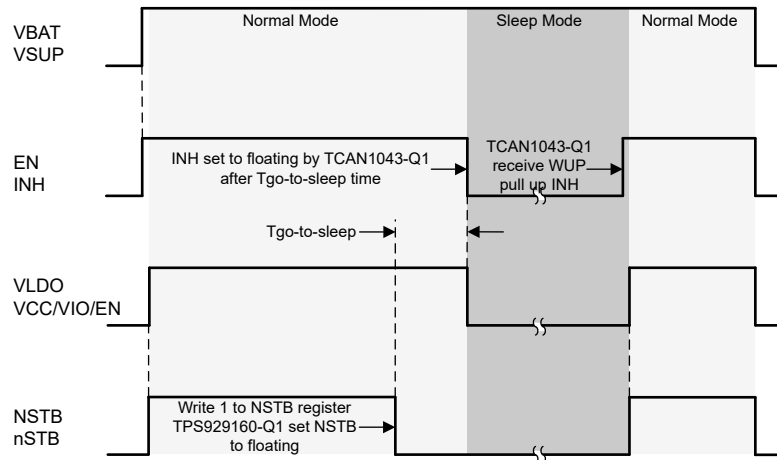 Normal Mode
Sleep Mode
Normal Mode
VBAT
VSUP
EN
INH
INH set to floating by TCAN1043-Q1
after Tgo-to-sleep time
TCAN1043-Q1
receive WUP
pull up INH
Tgo-to-sleep
VLDO
VCC/VIO/EN
NSTB
nSTB
Write 1 to NSTB register
TPS929160-Q1 set NSTB
to floating